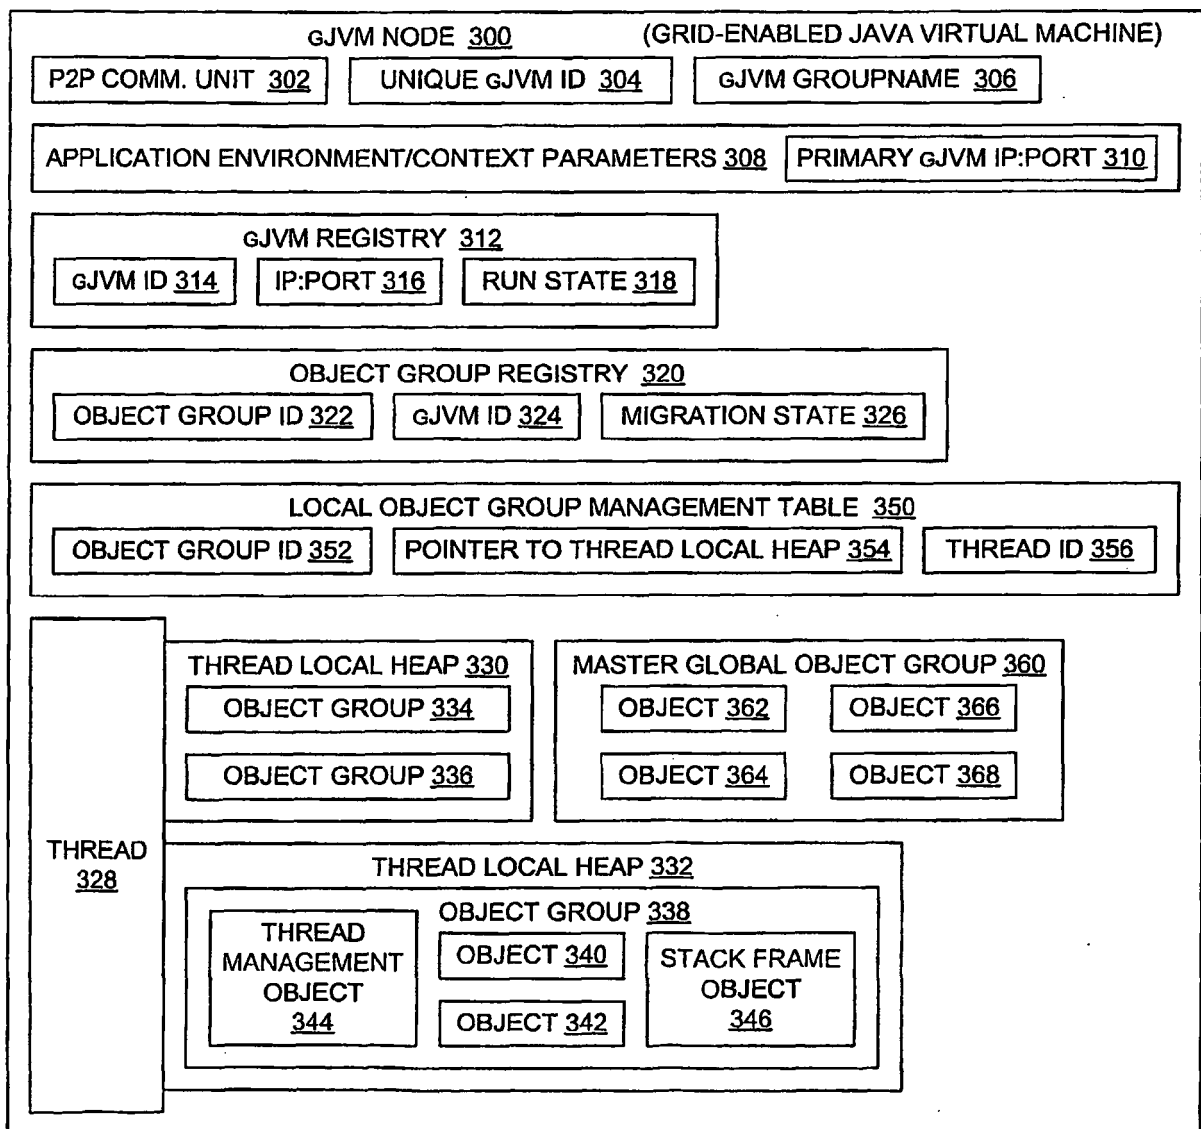 GJVM NODE 300 (GRID-ENABLED JAVA VIRTUAL MACHINE)
P2P COMM. UNIT 302 UNIQUE GJVM ID 304 GJVM GROUPNAME 306
APPLICATION ENVIRONMENT/CONTEXT PARAMETERS 308 PRIMARY GJVM IP:PORT 310
GJVM REGISTRY 312
GJVM ID 314 IP:PORT 316 RUN STATE 318
OBJECT GROUP REGISTRY 320
OBJECT GROUP ID 322 GJVM ID 324 MIGRATION STATE 326
LOCAL OBJECT GROUP MANAGEMENT TABLE 350
OBJECT GROUP ID 352 POINTER TO THREAD LOCAL HEAP 354 THREAD ID 356
THREAD
328
THREAD LOCAL HEAP 330
OBJECT GROUP 334
OBJECT GROUP 336
MASTER GLOBAL OBJECT GROUP 360
OBJECT 362 OBJECT 366
OBJECT 364 OBJECT 368
THREAD LOCAL HEAP 332
OBJECT GROUP 338
THREAD
MANAGEMENT
OBJECT
344
OBJECT 340
OBJECT 342
STACK FRAME
OBJECT
346